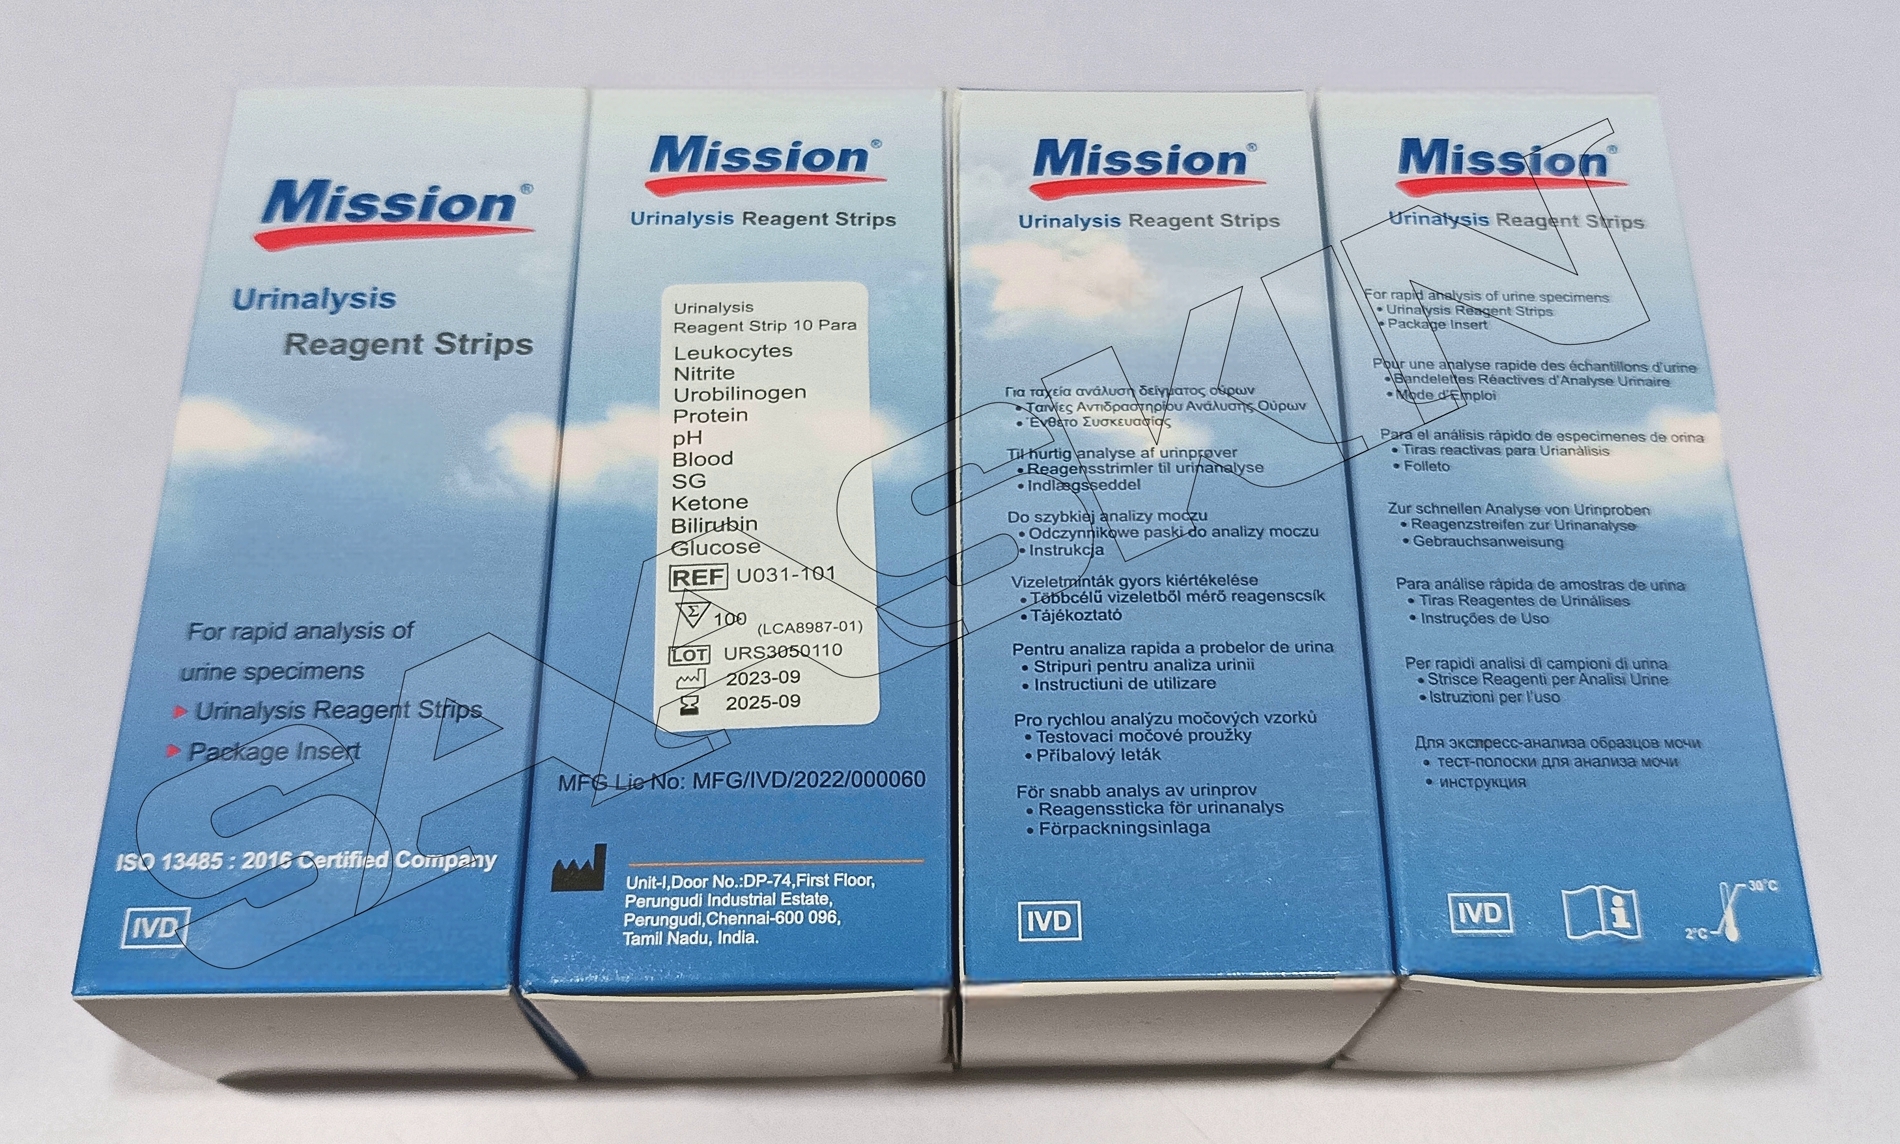 Mission®
Urinalysis
Reagent Strips
For rapid analysis of
urine specimens
Urinalysis Reagent Strips
Package Insert
ISO 13485 : 2016 Certified Company
IVD
Mission®
Urinalysis Reagent Strips
Urinalysis
Reagent Strip 10 Para
Leukocytes
Nitrite
Urobilinogen
Protein
pH
Blood
SG
Ketone
Bilirubin
Glucose
REF U031-101
Σ 100 (LCA8987-01)
LOT URS3050110
2023-09
2025-09
MFG Lic No: MFG/IVD/2022/000060
Unit-I,Door No.:DP-74,First Floor,
Perungudi Industrial Estate,
Perungudi,Chennai-600 096,
Tamil Nadu, India.
Mission®
Urinalysis Reagent Strips
Για ταχεία ανάλυση δείγματος ούρων
• Ταινίες Αντιδραστηρίου Ανάλυσης Ούρων
• Ένθετο Συσκευασίας
Til hurtig analyse af urinprøver
• Reagensstrimler til urinanalyse
• Indlægsseddel
Do szybkiej analizy moczu
• Odczynnikowe paski do analizy moczu
• Instrukcja
Vizeletminták gyors kiértékelése
• Többcélű vizeletből mérő reagenscsík
• Tájékoztató
Pentru analiza rapida a probelor de urina
• Stripuri pentru analiza urinii
• Instructiuni de utilizare
Pro rychlou analýzu močových vzorků
• Testovací močové proužky
• Příbalový leták
För snabb analys av urinprov
• Reagenssticka för urinanalys
• Förpackningsinlaga
IVD
Mission®
Urinalysis Reagent Strips
For rapid analysis of urine specimens
• Urinalysis Reagent Strips
• Package Insert
Pour une analyse rapide des échantillons d'urine
• Bandelettes Réactives d'Analyse Urinaire
• Mode d'Emploi
Para el análisis rápido de especimenes de orina
• Tiras reactivas para Urianálisis
• Folleto
Zur schnellen Analyse von Urinproben
• Reagenzstreifen zur Urinanalyse
• Gebrauchsanweisung
Para análise rápida de amostras de urina
• Tiras Reagentes de Urinálises
• Instruções de Uso
Per rapidi analisi di campioni di urina
• Strisce Reagenti per Analisi Urine
• Istruzioni per l'uso
Для экспресс-анализа образцов мочи
• тест-полоски для анализа мочи
• инструкция
IVD
30°C
2°C